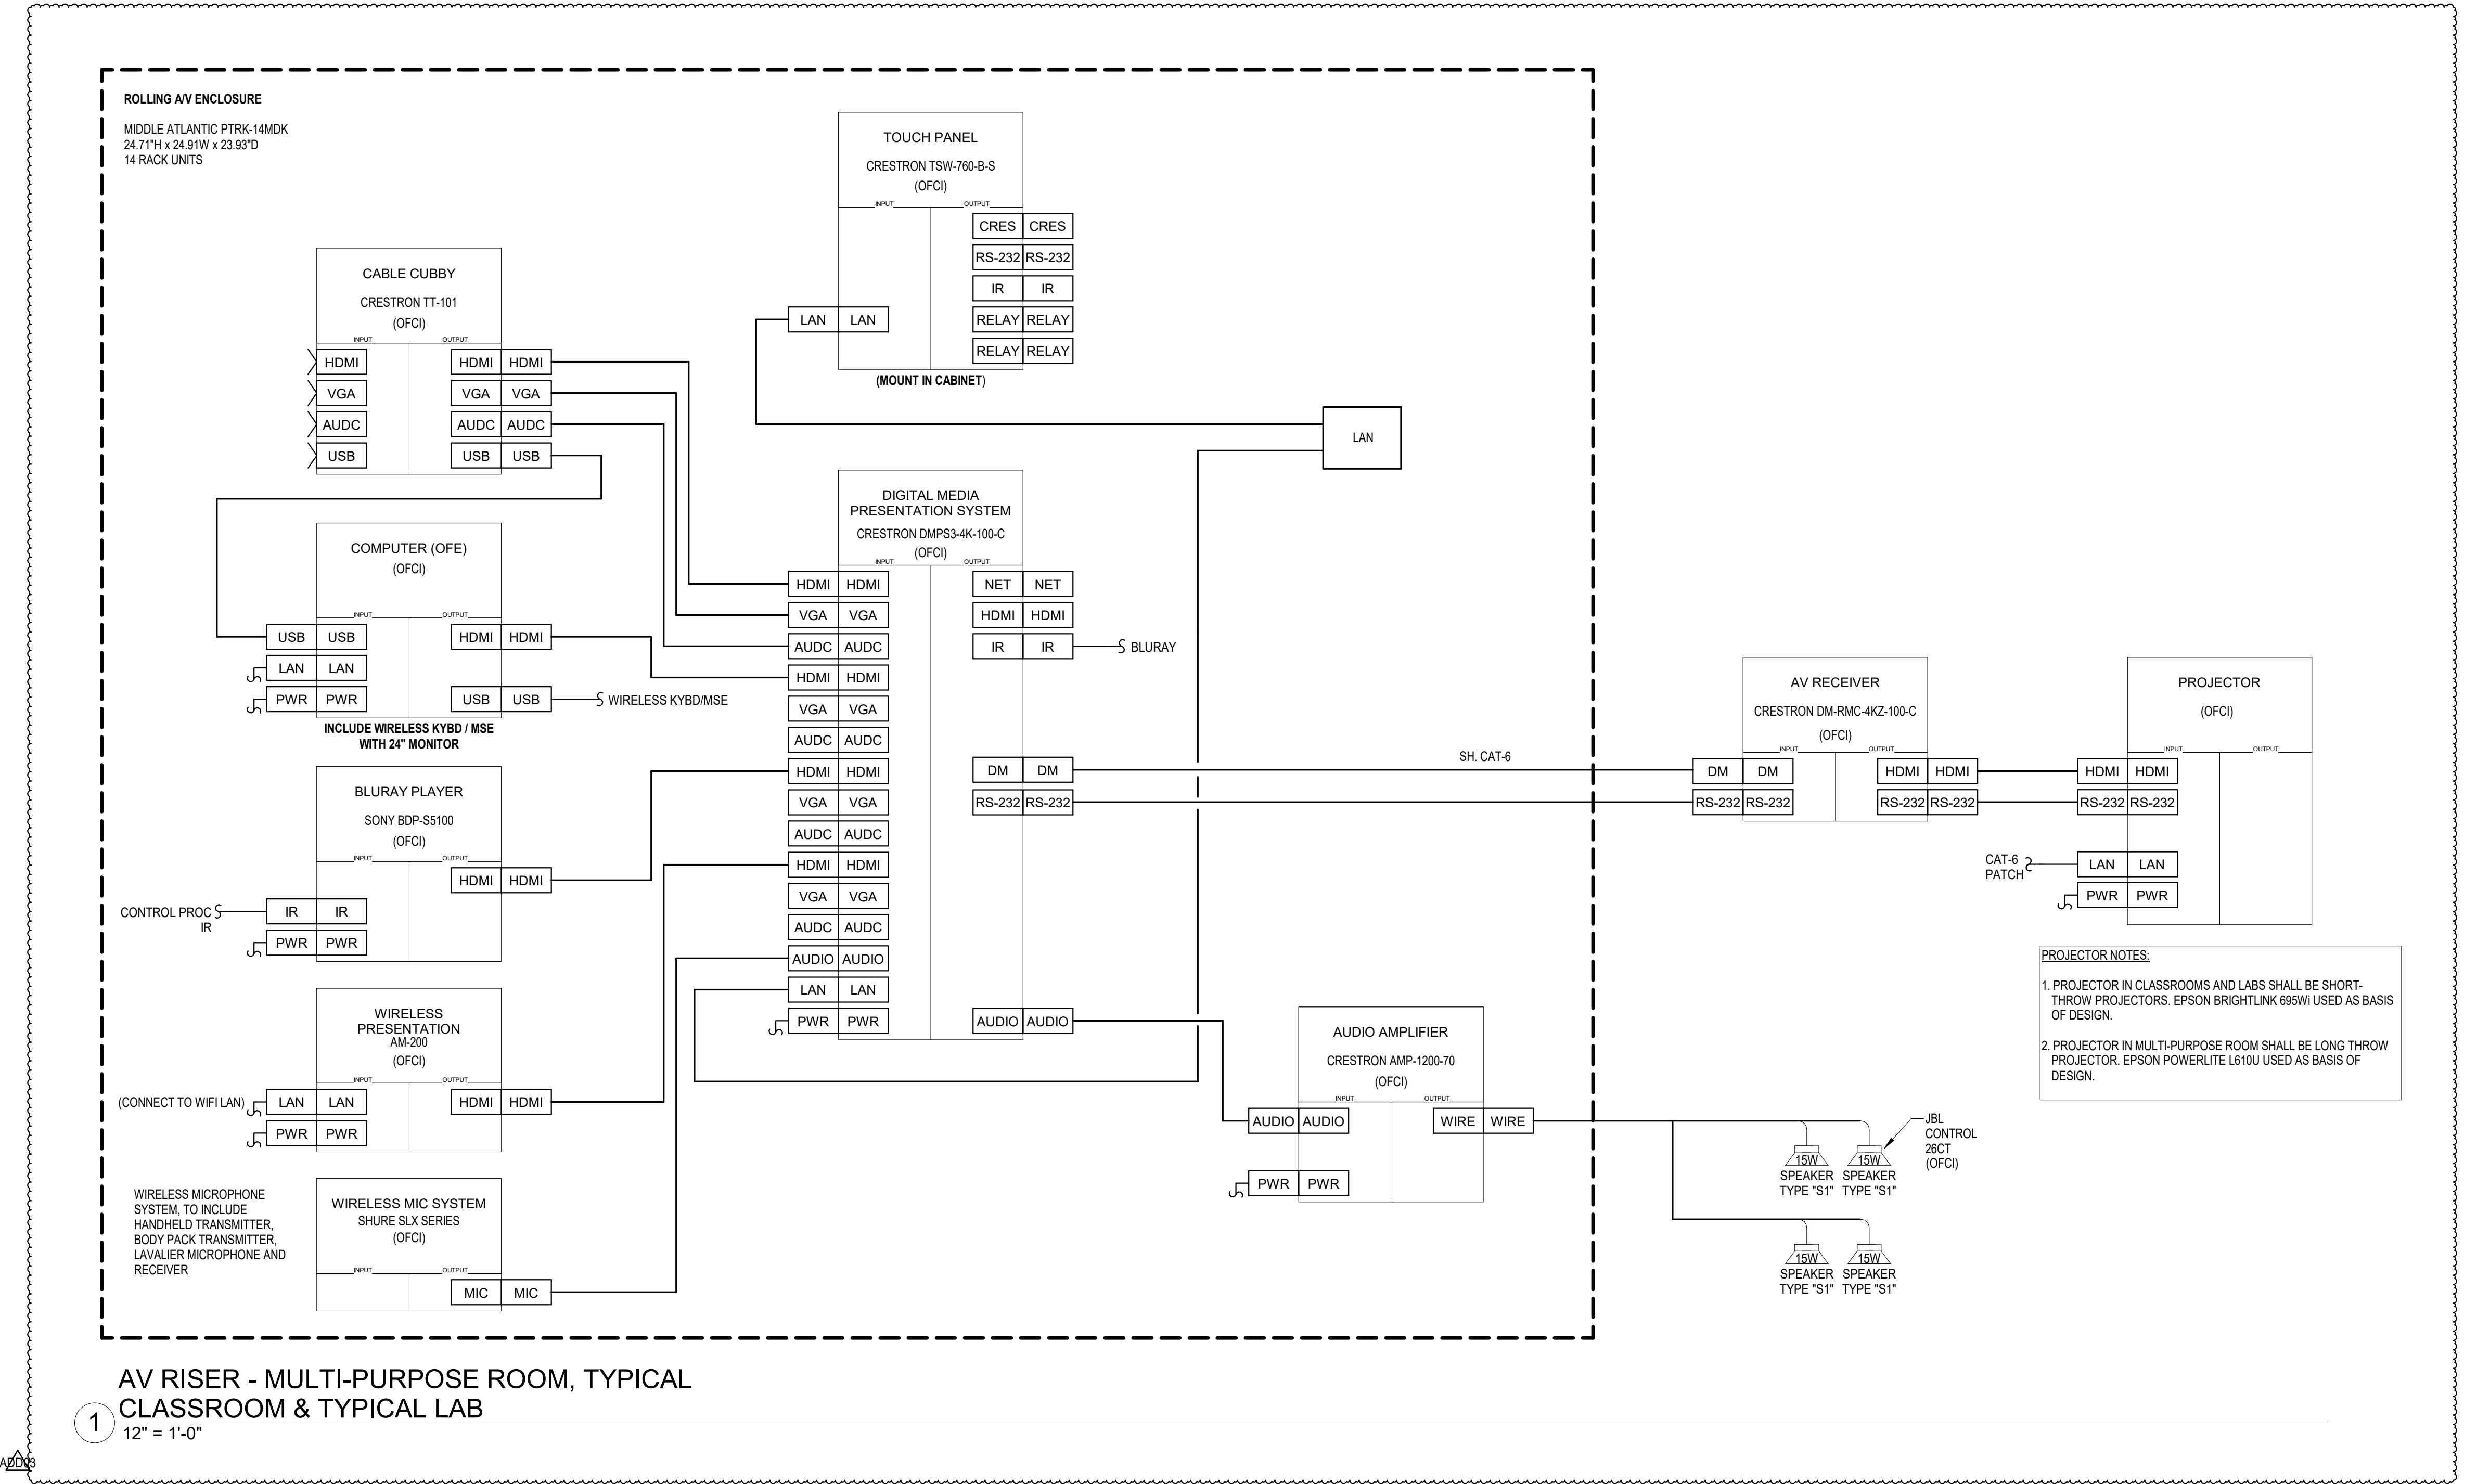 ROLLING A/V ENCLOSURE
MIDDLE ATLANTIC PTRK-14MDK
24.71"H x 24.91W x 23.93"D
14 RACK UNITS
TOUCH PANEL
CRESTRON TSW-760-B-S
(OFCI)
INPUT OUTPUT
CRES CRES
RS-232 RS-232
IR IR
LAN LAN RELAY RELAY
RELAY RELAY
(MOUNT IN CABINET)
CABLE CUBBY
CRESTRON TT-101
(OFCI)
INPUT OUTPUT
HDMI HDMI HDMI
VGA VGA VGA
AUDC AUDC AUDC
USB USB USB
LAN
COMPUTER (OFE)
(OFCI)
INPUT OUTPUT
USB USB HDMI HDMI
LAN LAN
PWR PWR USB USB WIRELESS KYBD/MSE
INCLUDE WIRELESS KYBD / MSE
WITH 24" MONITOR
BLURAY PLAYER
SONY BDP-S5100
(OFCI)
INPUT OUTPUT
HDMI HDMI
CONTROL PROC IR IR
IR
PWR PWR
WIRELESS
PRESENTATION
AM-200
(OFCI)
INPUT OUTPUT
(CONNECT TO WIFI LAN) LAN LAN HDMI HDMI
PWR PWR
WIRELESS MICROPHONE
SYSTEM, TO INCLUDE
HANDHELD TRANSMITTER,
BODY PACK TRANSMITTER,
LAVALIER MICROPHONE AND
RECEIVER
WIRELESS MIC SYSTEM
SHURE SLX SERIES
(OFCI)
INPUT OUTPUT
MIC MIC
DIGITAL MEDIA
PRESENTATION SYSTEM
CRESTRON DMPS3-4K-100-C
(OFCI)
INPUT OUTPUT
HDMI HDMI NET NET
VGA VGA HDMI HDMI
AUDC AUDC IR IR BLURAY
HDMI HDMI
VGA VGA
AUDC AUDC
HDMI HDMI DM DM SH. CAT-6
VGA VGA RS-232 RS-232
AUDC AUDC
HDMI HDMI
VGA VGA
AUDC AUDC
AUDIO AUDIO
LAN LAN
PWR PWR AUDIO AUDIO
AUDIO AMPLIFIER
CRESTRON AMP-1200-70
(OFCI)
INPUT OUTPUT
AUDIO AUDIO WIRE WIRE
PWR PWR
AV RECEIVER
CRESTRON DM-RMC-4KZ-100-C
(OFCI)
INPUT OUTPUT
DM DM HDMI HDMI
RS-232 RS-232 RS-232 RS-232
PROJECTOR
(OFCI)
INPUT OUTPUT
HDMI HDMI
RS-232 RS-232
CAT-6
PATCH
LAN LAN
PWR PWR
PROJECTOR NOTES:
1. PROJECTOR IN CLASSROOMS AND LABS SHALL BE SHORT-
THROW PROJECTORS. EPSON BRIGHTLINK 695Wi USED AS BASIS
OF DESIGN.
2. PROJECTOR IN MULTI-PURPOSE ROOM SHALL BE LONG THROW
PROJECTOR. EPSON POWERLITE L610U USED AS BASIS OF
DESIGN.
JBL
CONTROL
26CT
(OFCI)
15W 15W
SPEAKER SPEAKER
TYPE "S1" TYPE "S1"
15W 15W
SPEAKER SPEAKER
TYPE "S1" TYPE "S1"
AV RISER - MULTI-PURPOSE ROOM, TYPICAL
CLASSROOM & TYPICAL LAB
1
12" = 1'-0"
ADD03